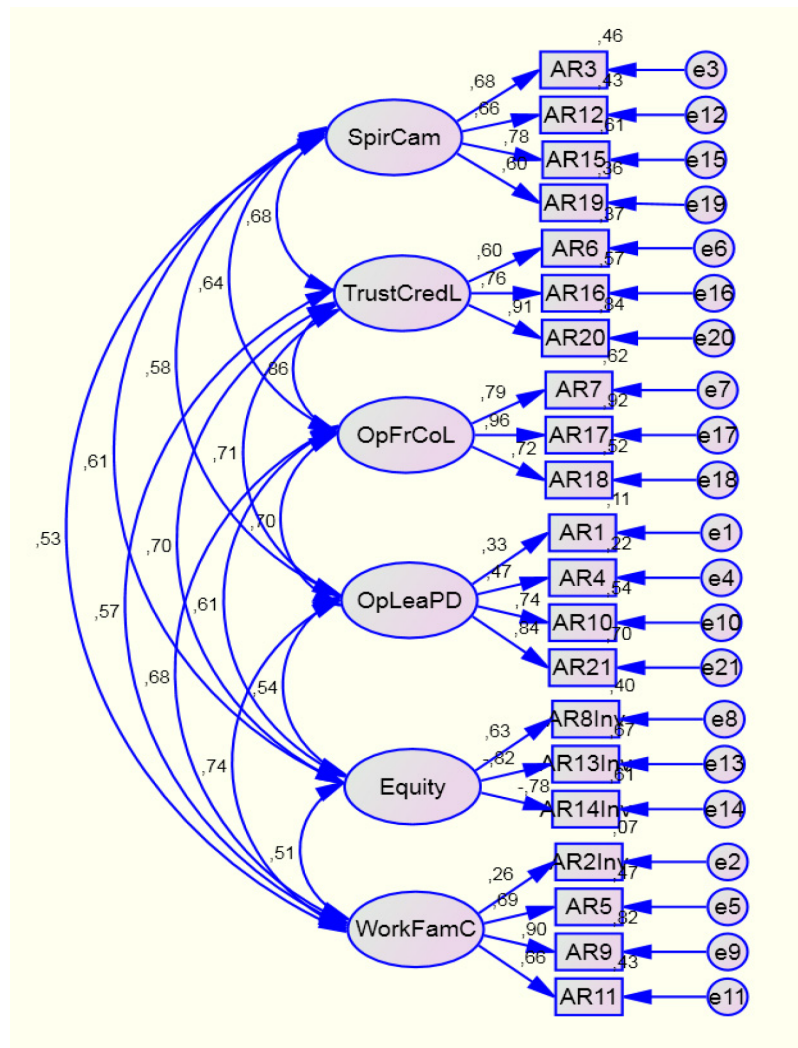 ,46
AR3
e3
,68
,43
AR12
e12
,66
,61
AR15
e15
,78
,36
AR19
e19
,60
SpirCam
,37
AR6
e6
,60
,57
AR16
e16
,76
,84
AR20
e20
,91
TrustCredL
,68
,64
,62
AR7
e7
,79
,92
AR17
e17
,96
,52
AR18
e18
,72
OpFrCoL
,86
,58
,71
,11
AR1
e1
,33
,22
AR4
e4
,47
,54
AR10
e10
,74
,70
AR21
e21
,84
OpLeaPD
,70
,61
,53
,70
,57
,61
,40
AR8Inv
e8
,63
,67
AR13Inv
e13
-,82
,61
AR14Inv
e14
-,78
Equity
,54
,68
,74
,07
AR2Inv
e2
,26
,47
AR5
e5
,69
,82
AR9
e9
,90
,43
AR11
e11
,66
WorkFamC
,51